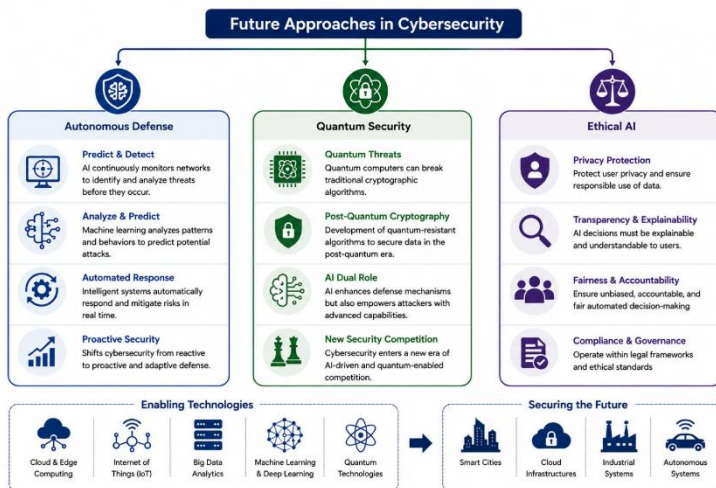 Future Approaches in Cybersecurity
Autonomous Defense
Predict & Detect
AI continuously monitors networks
to identify and analyze threats
before they occur.
Analyze & Predict
Machine learning analyzes patterns
and behaviors to predict potential
attacks.
Automated Response
Intelligent systems automatically
respond and mitigate risks in
real time.
Proactive Security
Shifts cybersecurity from reactive
to proactive and adaptive defense.
Quantum Security
Quantum Threats
Quantum computers can break
traditional cryptographic
algorithms.
Post-Quantum Cryptography
Development of quantum-resistant
algorithms to secure data in the
post-quantum era.
AI Dual Role
AI enhances defense mechanisms
but also empowers attackers with
advanced capabilities.
New Security Competition
Cybersecurity enters a new era of
AI-driven and quantum-enabled
competition.
Ethical AI
Privacy Protection
Protect user privacy and ensure
responsible use of data.
Transparency & Explainability
AI decisions must be explainable
and understandable to users.
Fairness & Accountability
Ensure unbiased, accountable, and
fair automated decision-making
Compliance & Governance
Operate within legal frameworks
and ethical standards
Enabling Technologies
Cloud & Edge
Computing
Internet of
Things (IoT)
Big Data
Analytics
Machine Learning
& Deep Learning
Quantum
Technologies
Securing the Future
Smart Cities
Cloud
Infrastructures
Industrial
Systems
Autonomous
Systems